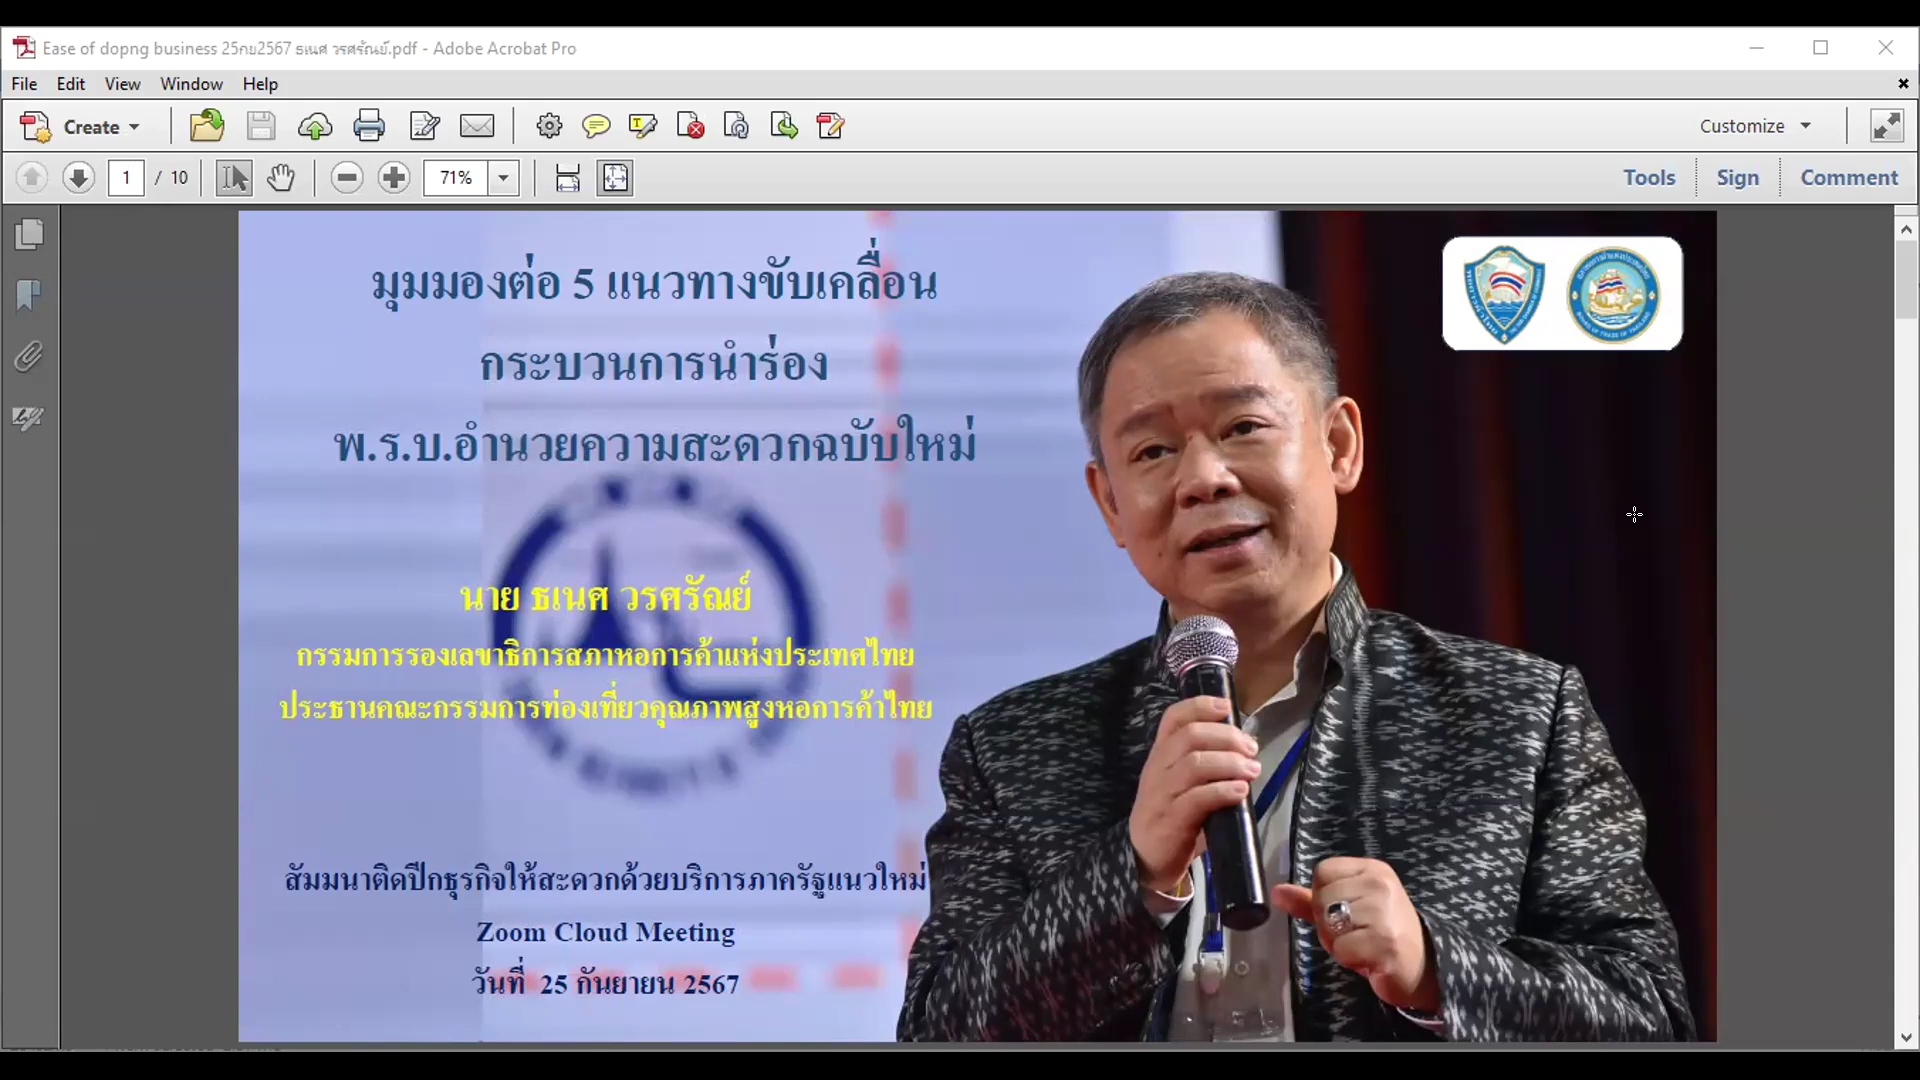 Ease of dopng business 25กย2567 ธเนศ วรศรัณย์.pdf - Adobe Acrobat Pro
File Edit View Window Help
Create
Customize
1 / 10
71%
Tools Sign Comment
มุมมองต่อ 5 แนวทางขับเคลื่อน
กระบวนการนำร่อง
พ.ร.บ.อำนวยความสะดวกฉบับใหม่
นาย ธเนศ วรศรัณย์
กรรมการรองเลขาธิการสภาหอการค้าแห่งประเทศไทย
ประธานคณะกรรมการท่องเที่ยวคุณภาพสูงหอการค้าไทย
สัมมนาติดปีกธุรกิจให้สะดวกด้วยบริการภาครัฐแนวใหม่
Zoom Cloud Meeting
วันที่ 25 กันยายน 2567